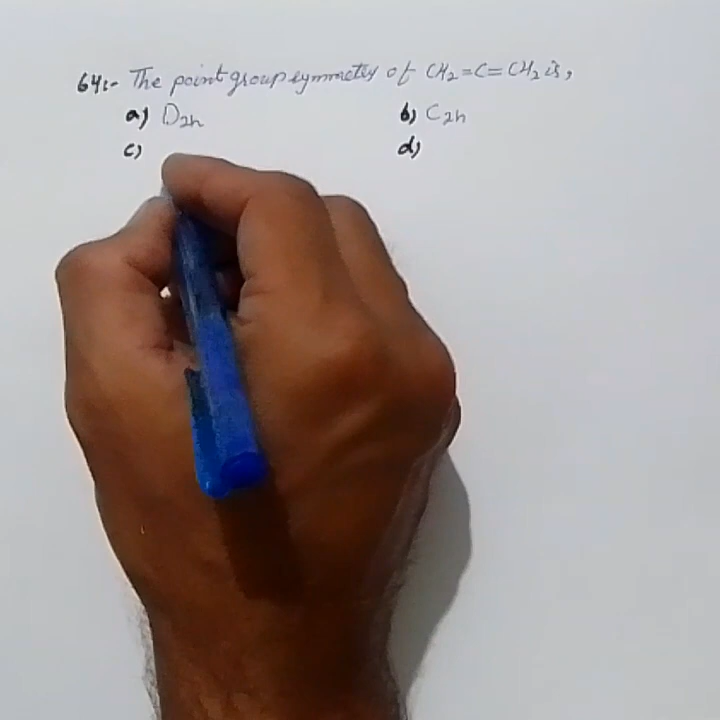 64:- The point group symmetry of CH₂=C=CH₂ is,
a) D₂h b) C₂h
c) d)